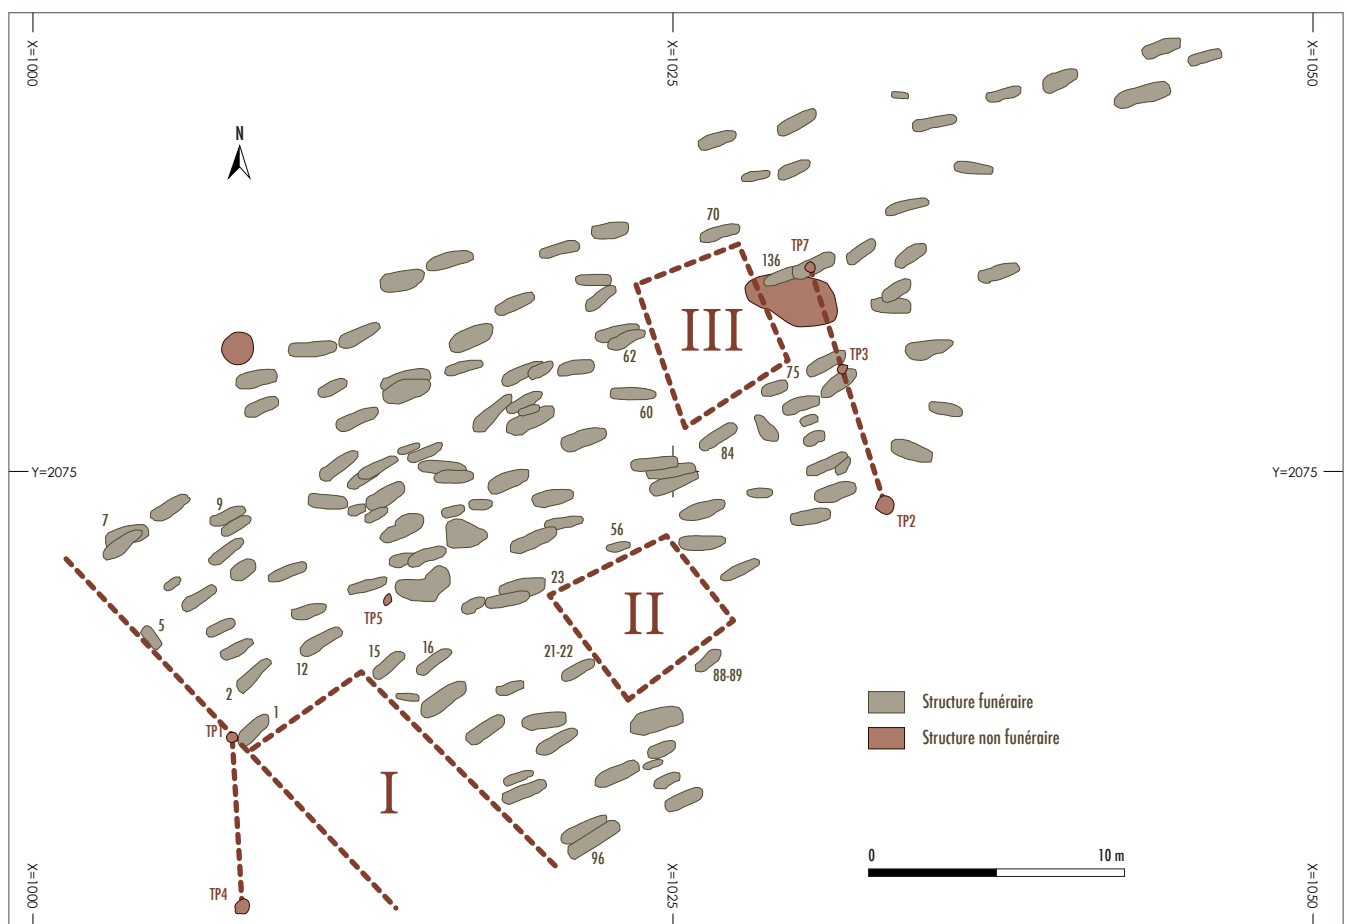 X=1000
X=1025
X=1050
N
70
TP7
136
III
62
TP3
75
60
84
Y=2075
Y=2075
9
7
TP2
56
23
II
TP5
5
15
16
21-22
12
88-89
2
Structure funéraire
1
TP1
Structure non funéraire
I
0
10 m
96
X=1000
TP4
X=1025
X=1050